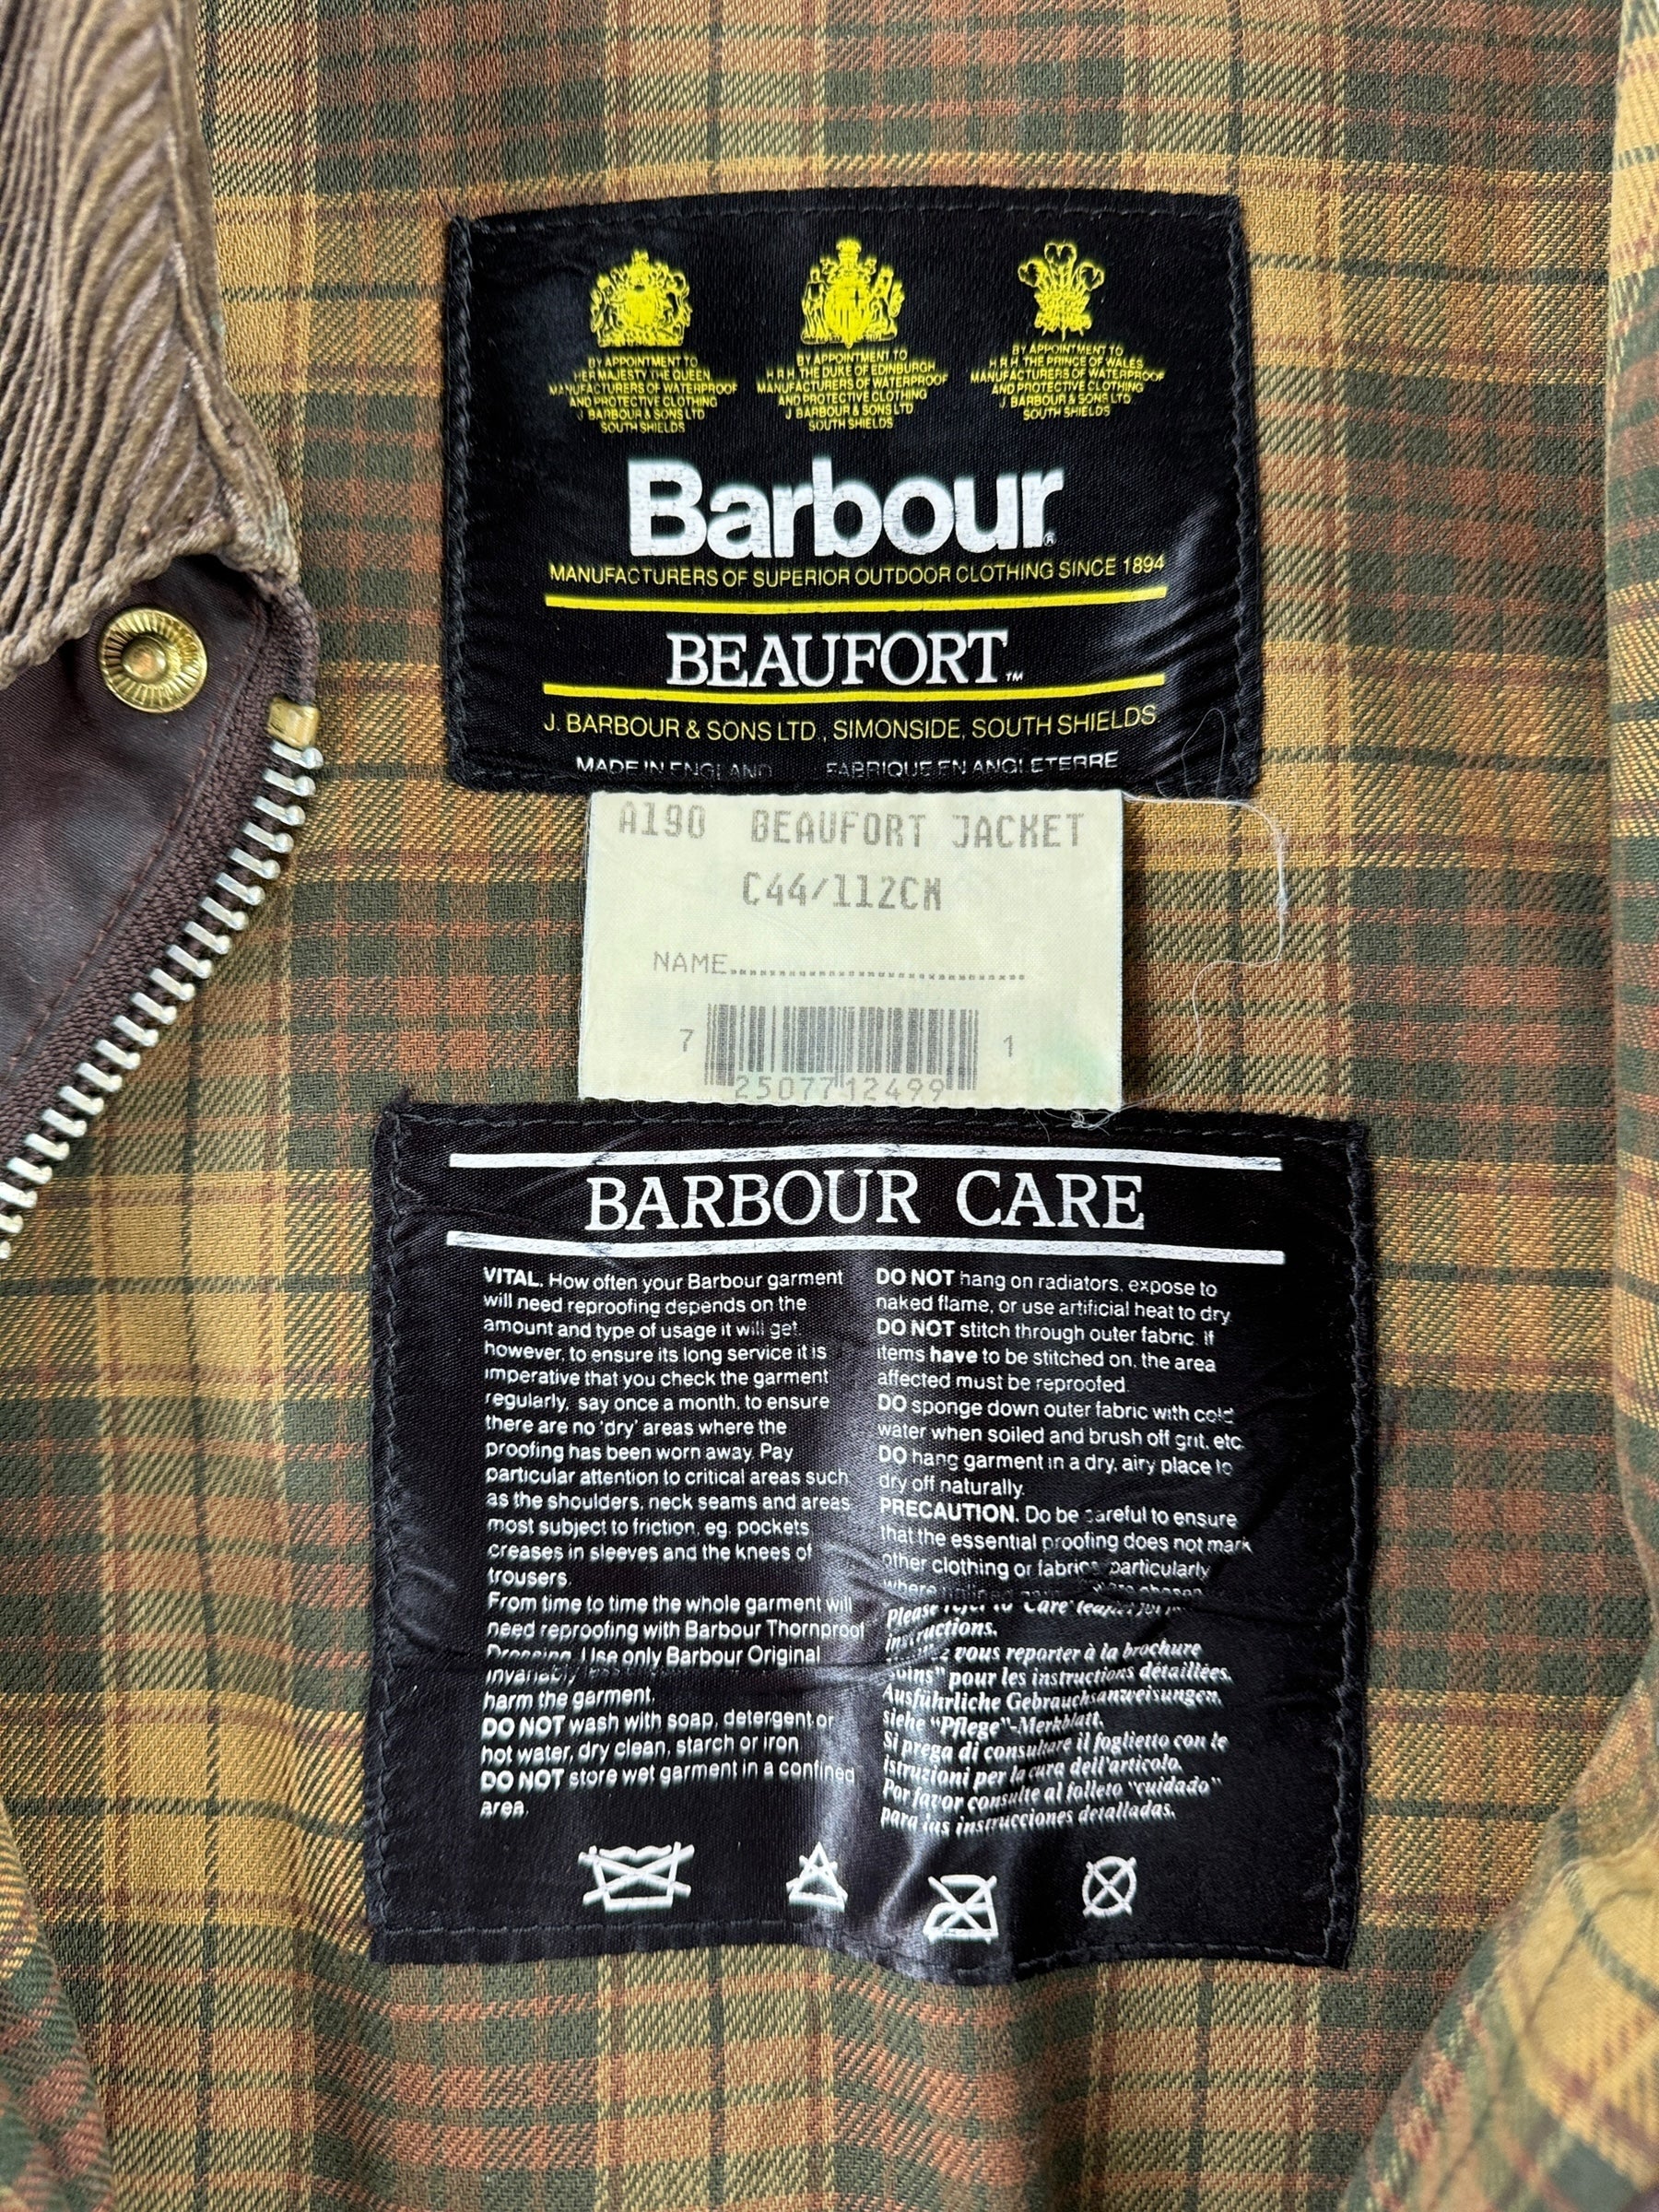 BY APPOINTMENT TO
HER MAJESTY THE QUEEN
MANUFACTURERS OF WATERPROOF
AND PROTECTIVE CLOTHING
J BARBOUR & SONS LTD
SOUTH SHIELDS
BY APPOINTMENT TO
H.R.H. THE DUKE OF EDINBURGH
MANUFACTURERS OF WATERPROOF
AND PROTECTIVE CLOTHING
J BARBOUR & SONS LTD
SOUTH SHIELDS
BY APPOINTMENT TO
H.R.H. THE PRINCE OF WALES
MANUFACTURERS OF WATERPROOF
AND PROTECTIVE CLOTHING
J BARBOUR & SONS LTD
SOUTH SHIELDS
Barbour®
MANUFACTURERS OF SUPERIOR OUTDOOR CLOTHING SINCE 1894
BEAUFORT™
J. BARBOUR & SONS LTD., SIMONSIDE, SOUTH SHIELDS
MADE IN ENGLAND FABRIQUE EN ANGLETERRE
A190 BEAUFORT JACKET
C44/112CM
NAME
7 250771 2499 1
BARBOUR CARE
VITAL. How often your Barbour garment
will need reproofing depends on the
amount and type of usage it will get,
however, to ensure its long service it is
imperative that you check the garment
regularly, say once a month, to ensure
there are no 'dry' areas where the
proofing has been worn away. Pay
particular attention to critical areas such
as the shoulders, neck seams and areas
most subject to friction, eg. pockets
creases in sleeves and the knees of
trousers.
From time to time the whole garment will
need reproofing with Barbour Thornproof
Dressing. Use only Barbour Original
invariably
harm the garment.
DO NOT wash with soap, detergent or
hot water, dry clean, starch or iron
DO NOT store wet garment in a confined
area.
DO NOT hang on radiators, expose to
naked flame, or use artificial heat to dry
DO NOT stitch through outer fabric. If
items have to be stitched on, the area
affected must be reproofed.
DO sponge down outer fabric with cold
water when soiled and brush off grit, etc
DO hang garment in a dry, airy place to
dry off naturally.
PRECAUTION. Do be careful to ensure
that the essential proofing does not mark
other clothing or fabrics particularly
where
Please refer to 'Care' leaflet for
instructions.
vous reporter à la brochure
pour les instructions détaillées.
Ausführliche Gebrauchsanweisungen,
siehe "Pflege"-Merkblatt.
Si prega di consultare il foglietto con le
istruzioni per la cura dell'articolo.
Por favor consulte al folleto "cuidado"
para las instrucciones detalladas.